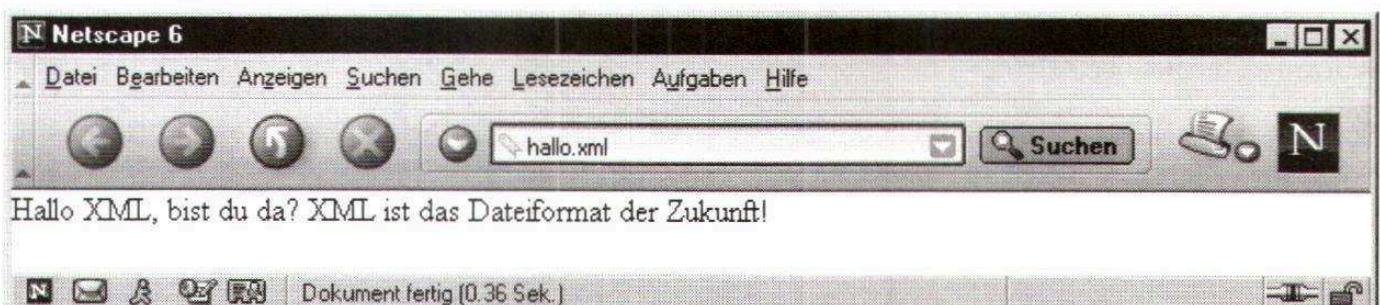 N Netscape 6
Datei Bearbeiten Anzeigen Suchen Gehe Lesezeichen Aufgaben Hilfe
hallo.xml Suchen N
Hallo XML, bist du da? XML ist das Dateiformat der Zukunft!
N Dokument fertig (0.36 Sek.)